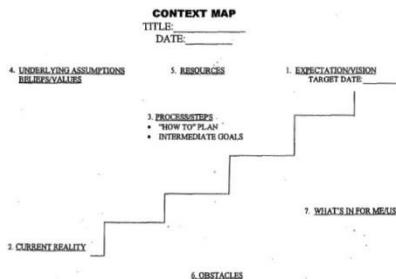 CONTEXT MAP
TITLE:
DATE:
4. UNDERLYING ASSUMPTIONS
BELIEFS/VALUES
5. RESOURCES
1. EXPECTATION/VISION
TARGET DATE:
3. PROCESS/STEPS
• "HOW TO" PLAN
• INTERMEDIATE GOALS
7. WHAT'S IN FOR ME/US
2. CURRENT REALITY
6. OBSTACLES